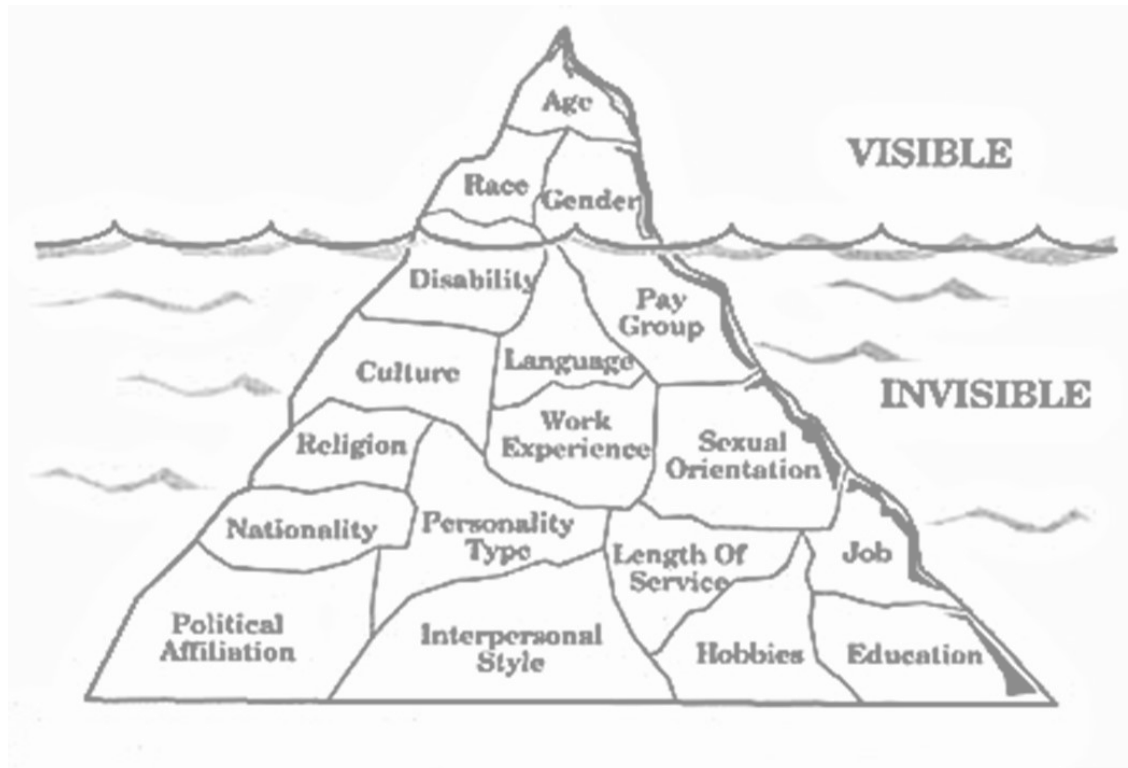 Age
VISIBLE
Race
Gender
Disability
Pay
Group
Language
Culture
INVISIBLE
Work
Experience
Religion
Sexual
Orientation
Nationality
Personality
Type
Length Of
Service
Job
Political
Affiliation
Interpersonal
Style
Hobbies
Education